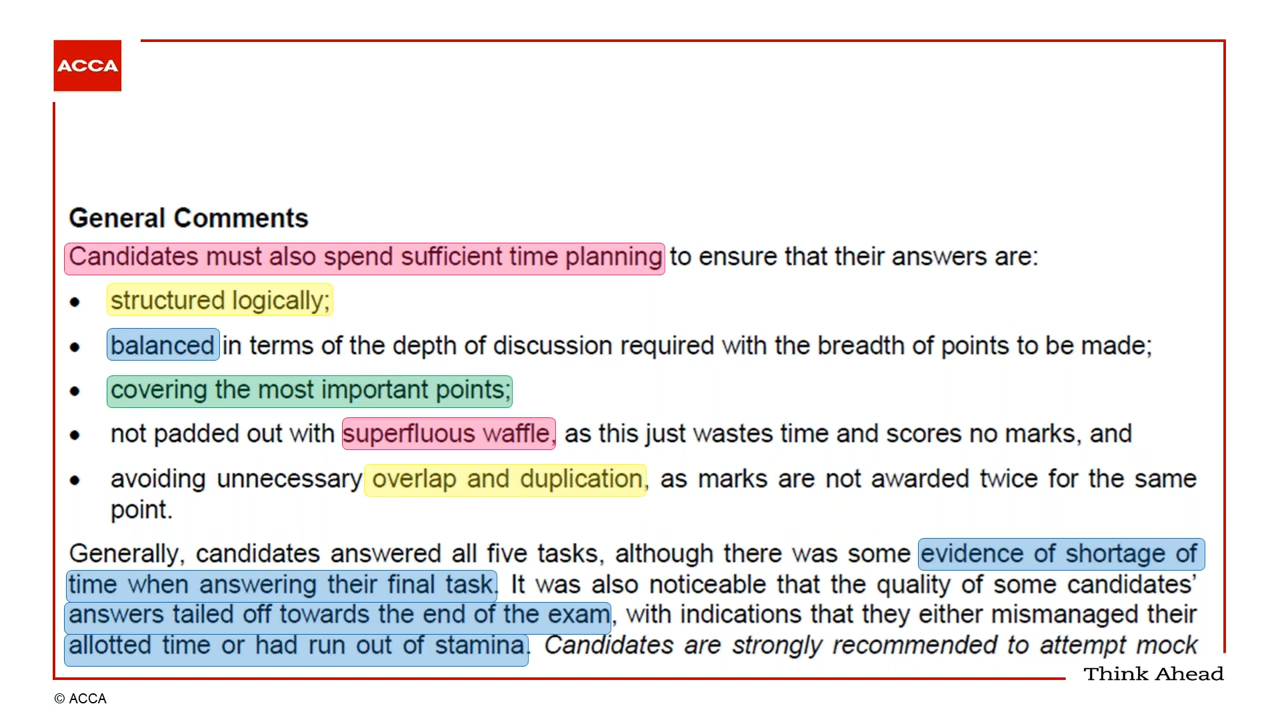 ACCA
General Comments
Candidates must also spend sufficient time planning to ensure that their answers are:
• structured logically;
• balanced in terms of the depth of discussion required with the breadth of points to be made;
• covering the most important points;
• not padded out with superfluous waffle, as this just wastes time and scores no marks, and
• avoiding unnecessary overlap and duplication, as marks are not awarded twice for the same
point.
Generally, candidates answered all five tasks, although there was some evidence of shortage of
time when answering their final task. It was also noticeable that the quality of some candidates’
answers tailed off towards the end of the exam, with indications that they either mismanaged their
allotted time or had run out of stamina. Candidates are strongly recommended to attempt mock
Think Ahead
© ACCA